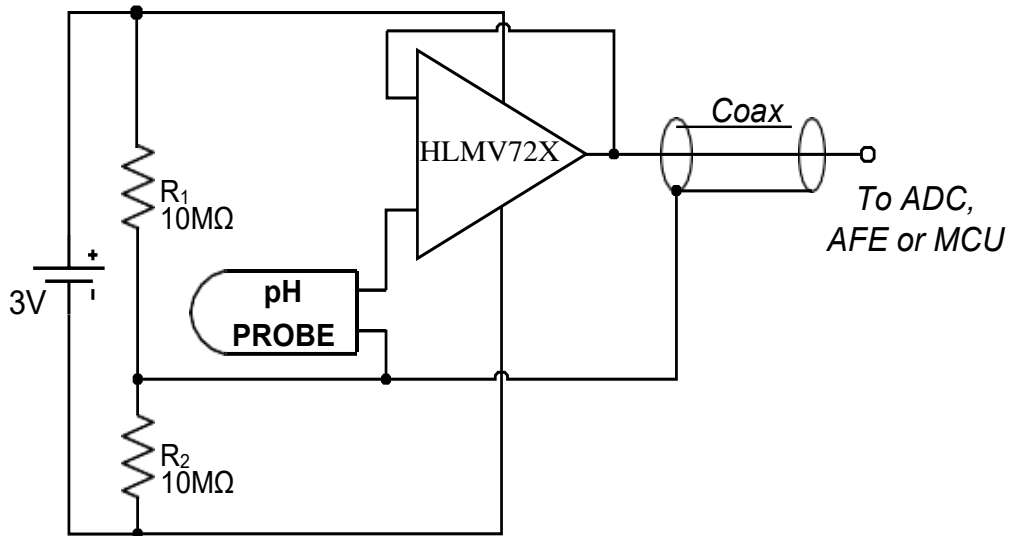 Coax
HLMV72X
R1
10MΩ
To ADC,
AFE or MCU
+
-
3V
pH
PROBE
R2
10MΩ